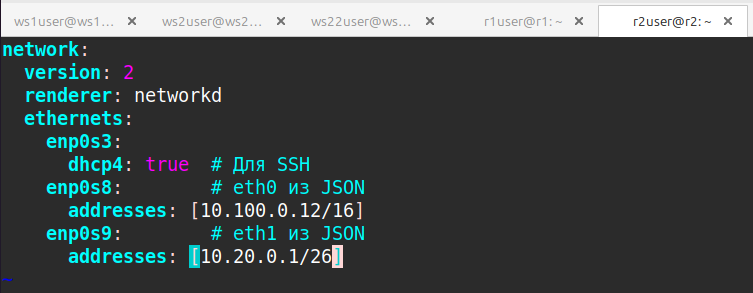 ws1user@ws1... × ws2user@ws2... × ws22user@ws... × r1user@r1: ~ × r2user@r2: ~ ×
network:
  version: 2
  renderer: networkd
  ethernets:
    enp0s3:
      dhcp4: true  # Для SSH
    enp0s8:        # eth0 из JSON
      addresses: [10.100.0.12/16]
    enp0s9:        # eth1 из JSON
      addresses: [10.20.0.1/26]
~